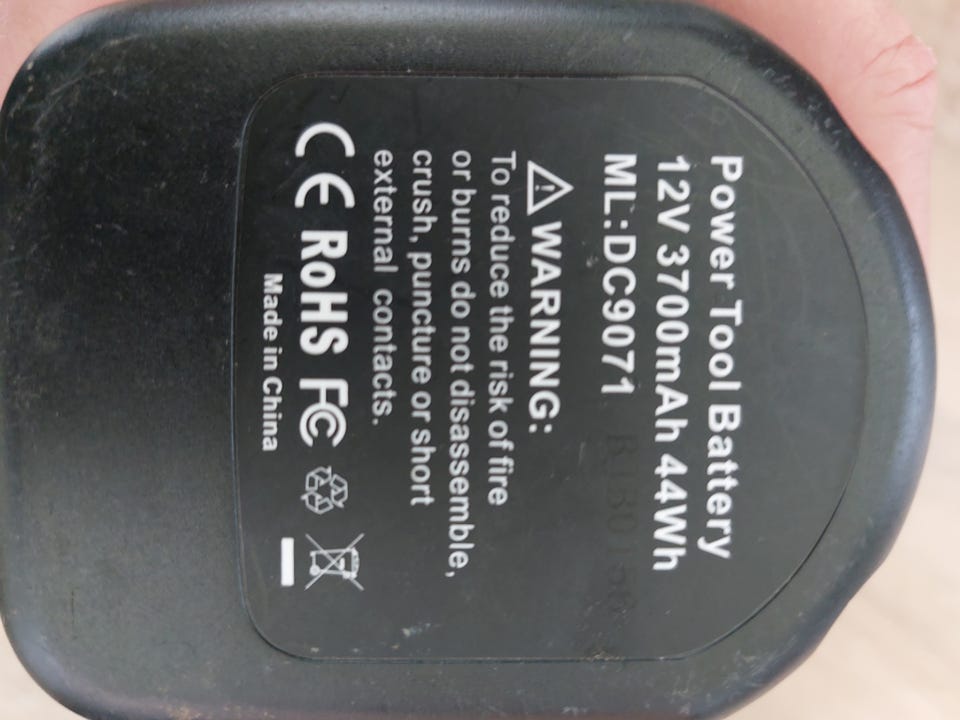 Power Tool Battery
12V 3700mAh 44Wh
ML:DC9071
WARNING:
To reduce the risk of fire
or burns do not disassemble,
crush, puncture or short
external contacts.
CE RoHS FC
Made in China